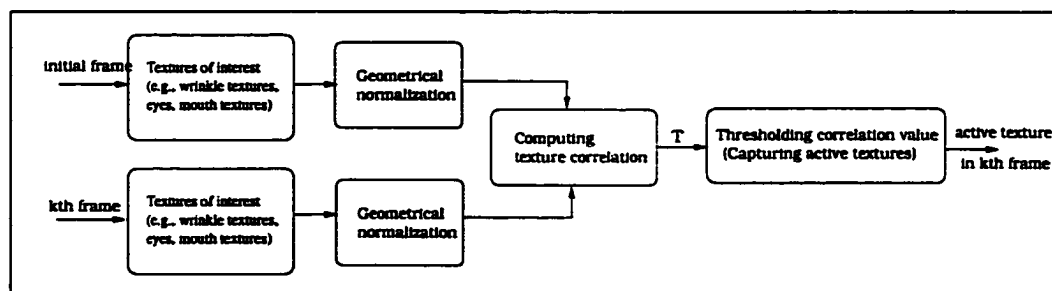 initial frame
Textures of interest
(e.g., wrinkle textures,
eyes, mouth textures)
Geometrical
normalization
Computing
texture correlation
T
Thresholding correlation value
(Capturing active textures)
active texture
in kth frame
kth frame
Textures of interest
(e.g., wrinkle textures,
eyes, mouth textures)
Geometrical
normalization